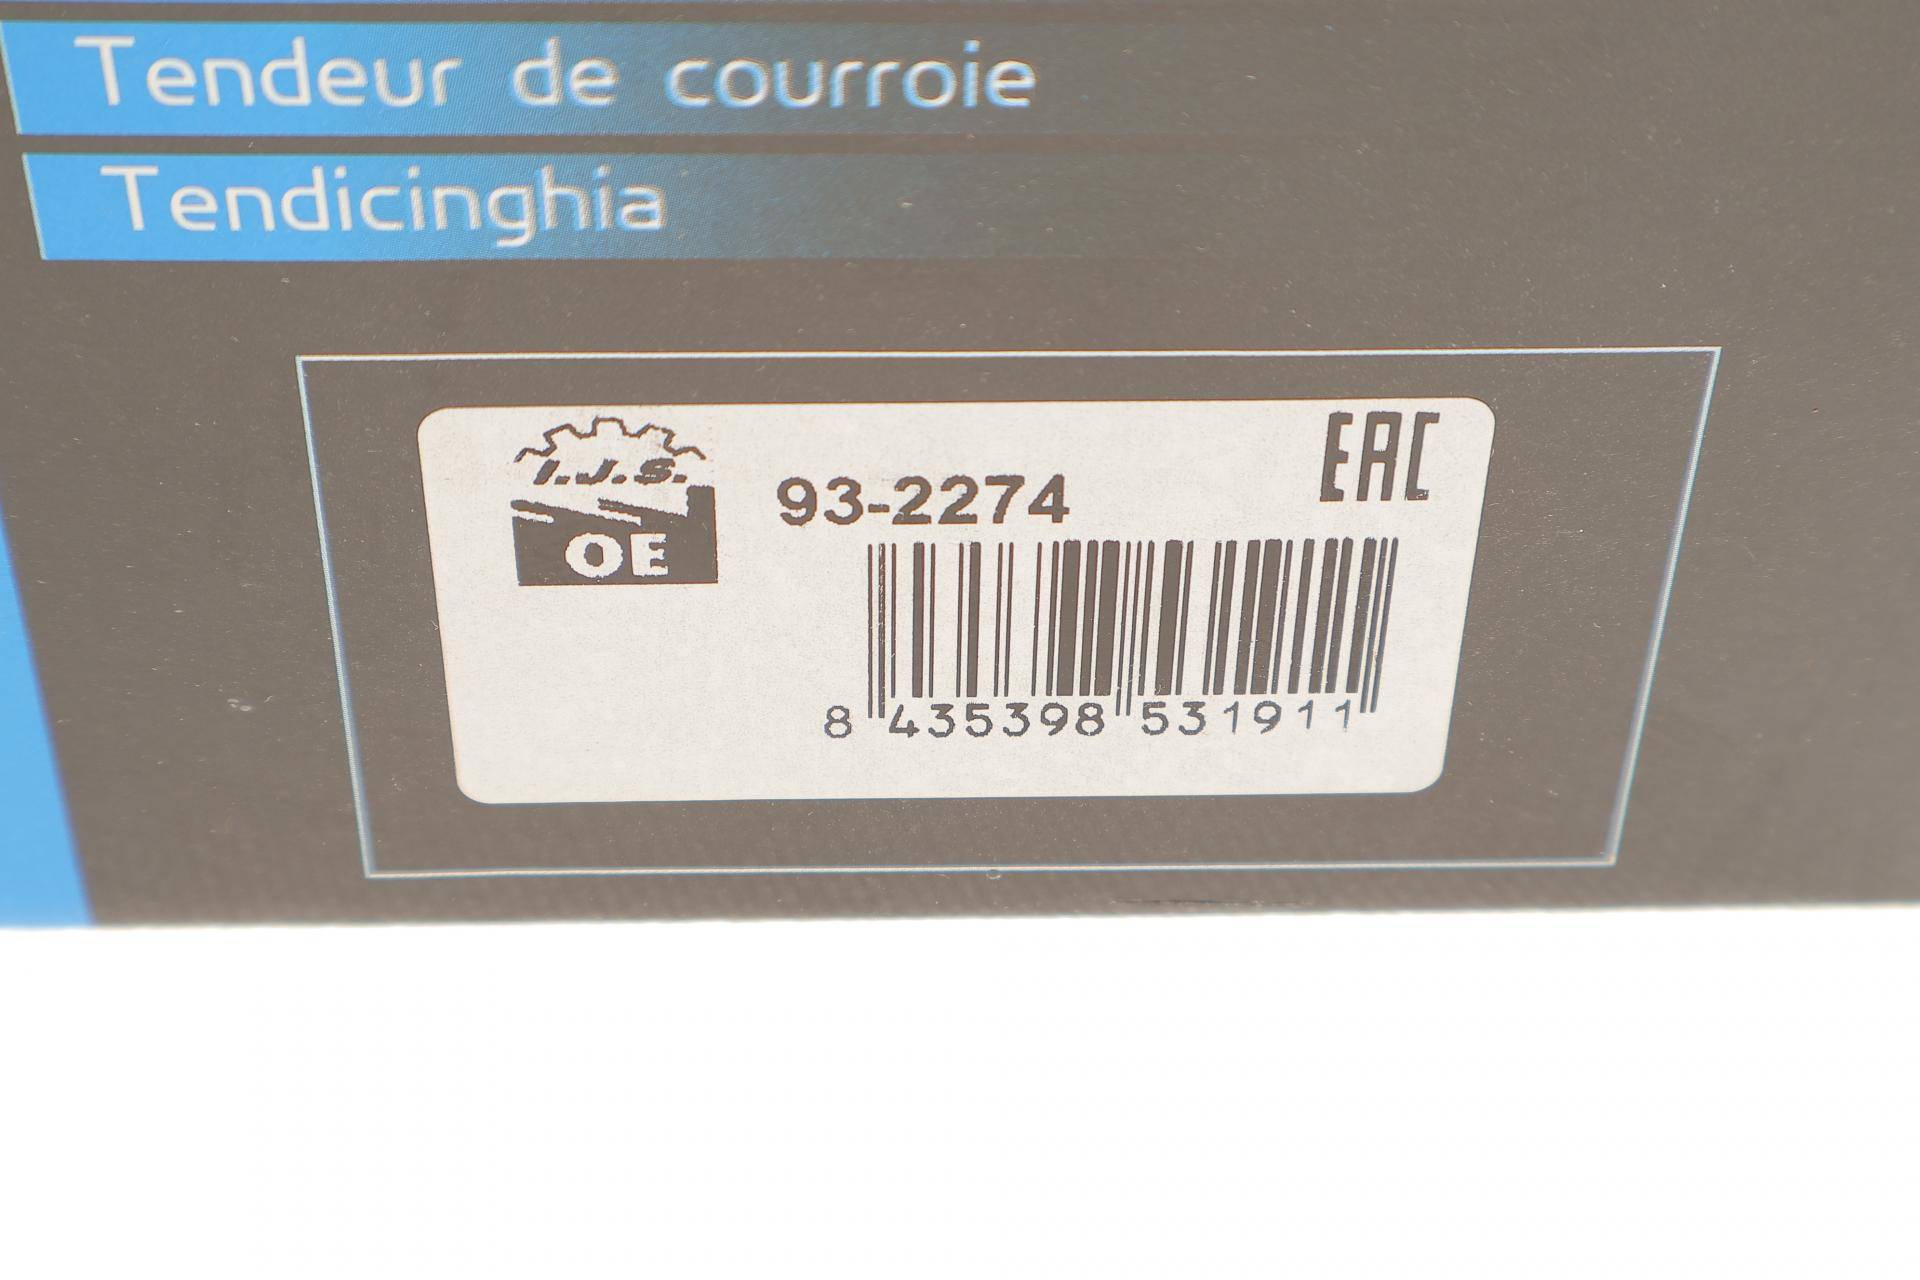 Tendeur de courroie
Tendicinghia
I.J.S.
OE
93-2274
EAC
8 435398 531911